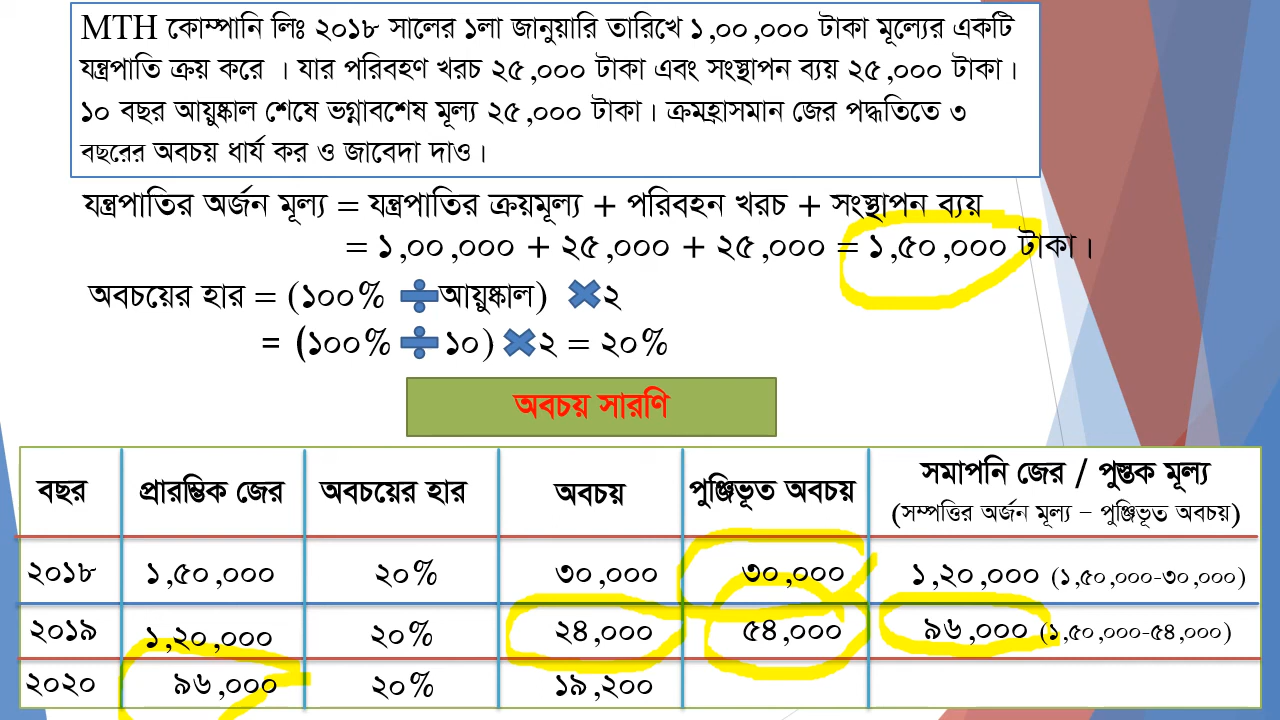 MTH কোম্পানি লিঃ ২০১৮ সালের ১লা জানুয়ারি তারিখে ১,০০,০০০ টাকা মূল্যের একটি
যন্ত্রপাতি ক্রয় করে । যার পরিবহণ খরচ ২৫,০০০ টাকা এবং সংস্থাপন ব্যয় ২৫,০০০ টাকা।
১০ বছর আয়ুষ্কাল শেষে ভগ্নাবশেষ মূল্য ২৫,০০০ টাকা। ক্রমহ্রাসমান জের পদ্ধতিতে ৩
বছরের অবচয় ধার্য কর ও জাবেদা দাও।
যন্ত্রপাতির অর্জন মূল্য = যন্ত্রপাতির ক্রয়মূল্য + পরিবহন খরচ + সংস্থাপন ব্যয়
= ১,০০,০০০ + ২৫,০০০ + ২৫,০০০ = ১,৫০,০০০ টাকা।
অবচয়ের হার = (১০০% ÷ আয়ুষ্কাল) × ২
= (১০০% ÷ ১০) × ২ = ২০%
অবচয় সারণি
বছর প্রারম্ভিক জের অবচয়ের হার অবচয় পুঞ্জিভূত অবচয় সমাপনি জের / পুস্তক মূল্য
(সম্পত্তির অর্জন মূল্য – পুঞ্জিভূত অবচয়)
২০১৮ ১,৫০,০০০ ২০% ৩০,০০০ ৩০,০০০ ১,২০,০০০ (১,৫০,০০০-৩০,০০০)
২০১৯ ১,২০,০০০ ২০% ২৪,০০০ ৫৪,০০০ ৯৬,০০০ (১,৫০,০০০-৫৪,০০০)
২০২০ ৯৬,০০০ ২০% ১৯,২০০